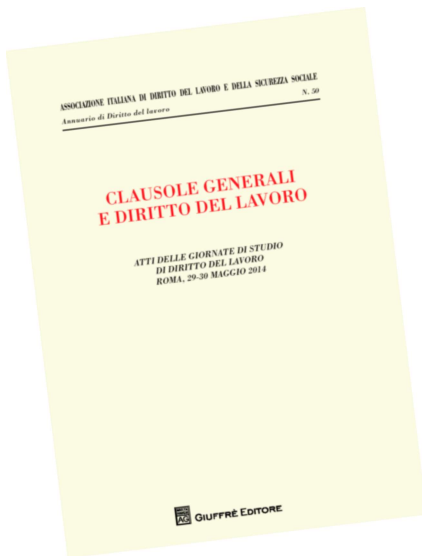 ASSOCIAZIONE ITALIANA DI DIRITTO DEL LAVORO E DELLA SICUREZZA SOCIALE
Annuario di Diritto del lavoro
N. 50
CLAUSOLE GENERALI
E DIRITTO DEL LAVORO
ATTI DELLE GIORNATE DI STUDIO
DI DIRITTO DEL LAVORO
ROMA, 29-30 MAGGIO 2014
AG
GIUFFRÈ EDITORE